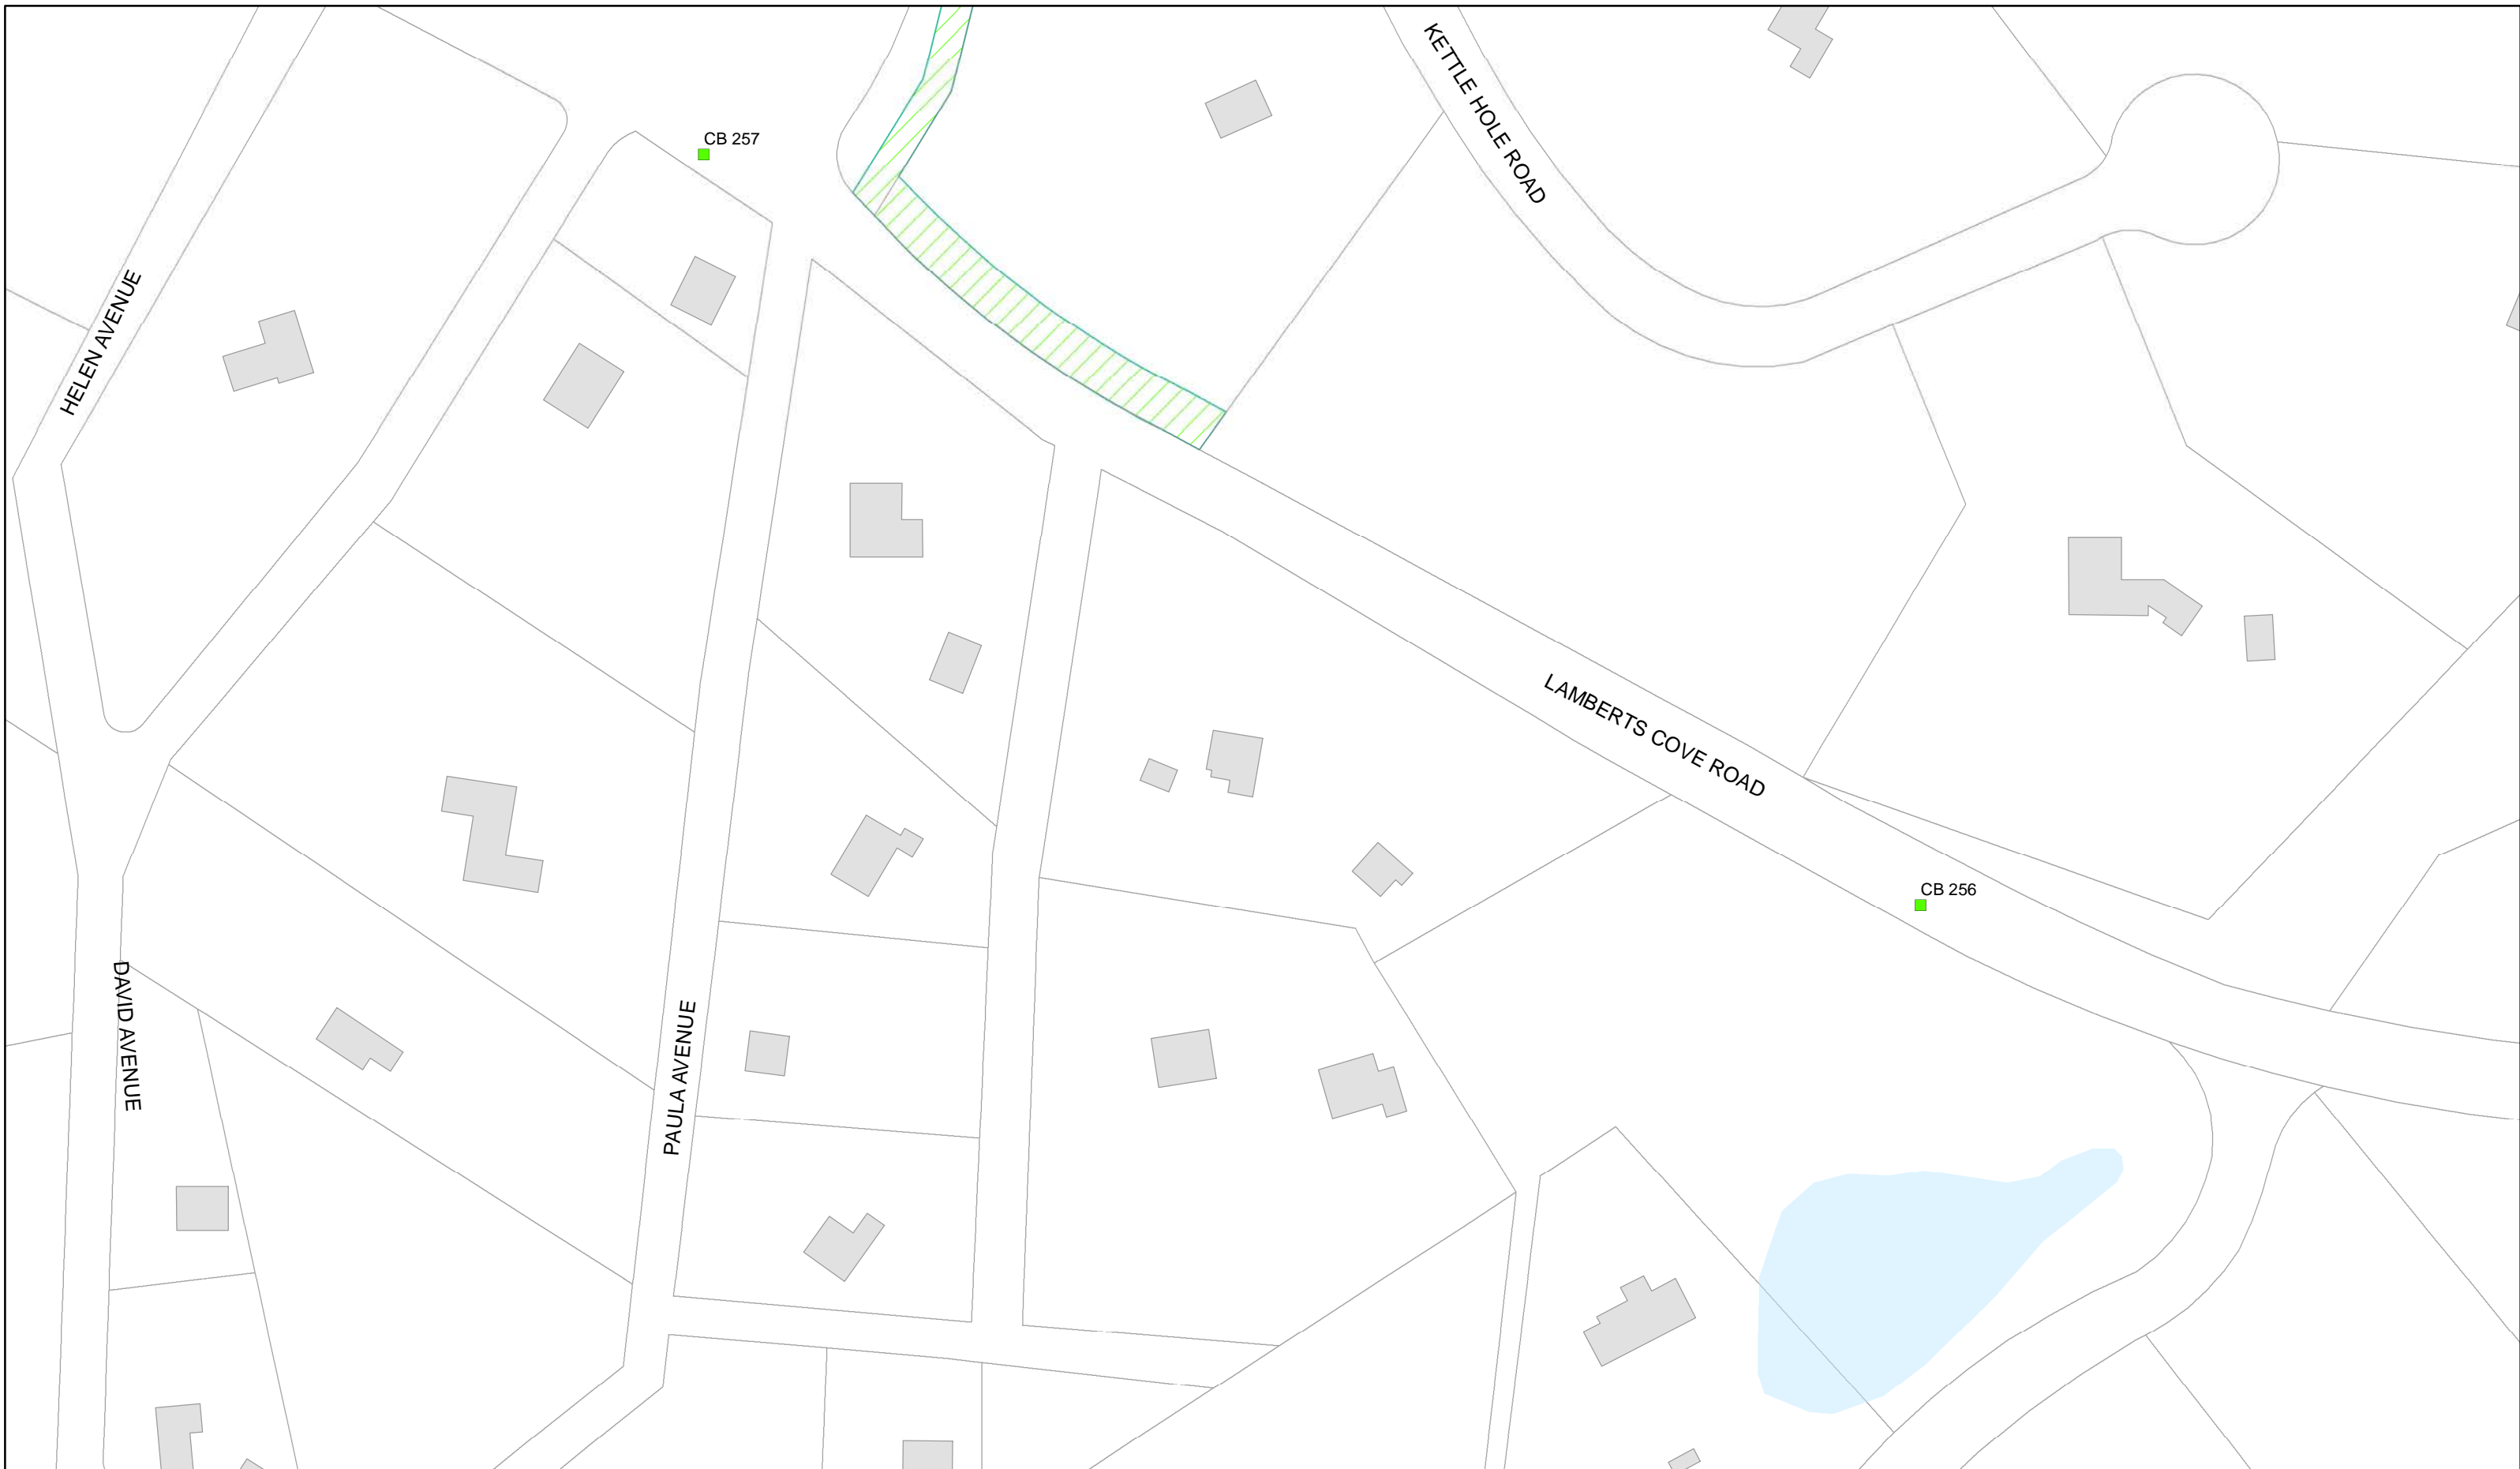 KETTLE HOLE ROAD
CB 257
HELEN AVENUE
LAMBERTS COVE ROAD
CB 256
DAVID AVENUE
PAULA AVENUE